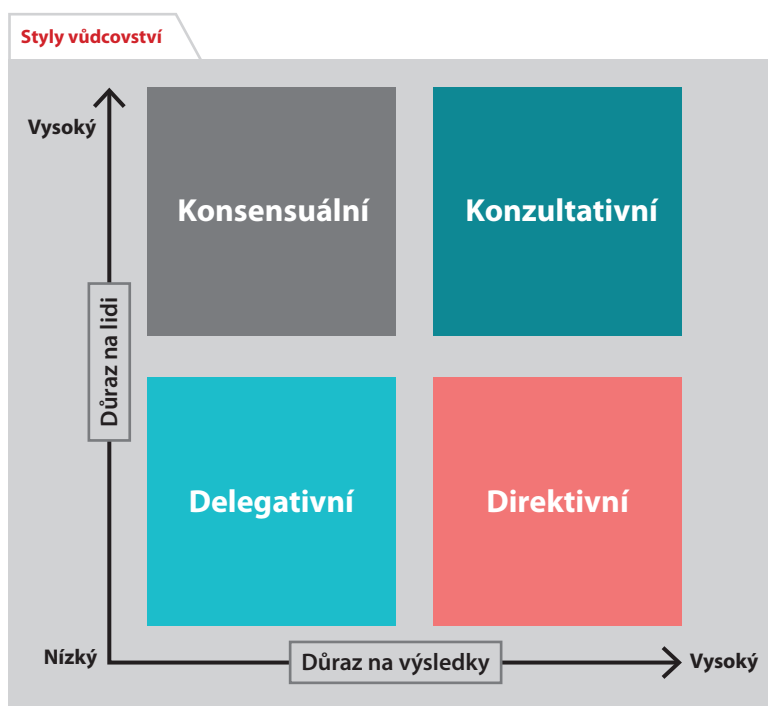 Styly vůdcovství
Vysoký
Konsensuální
Konzultativní
Důraz na lidi
Delegativní
Direktivní
Nízký
Důraz na výsledky
Vysoký